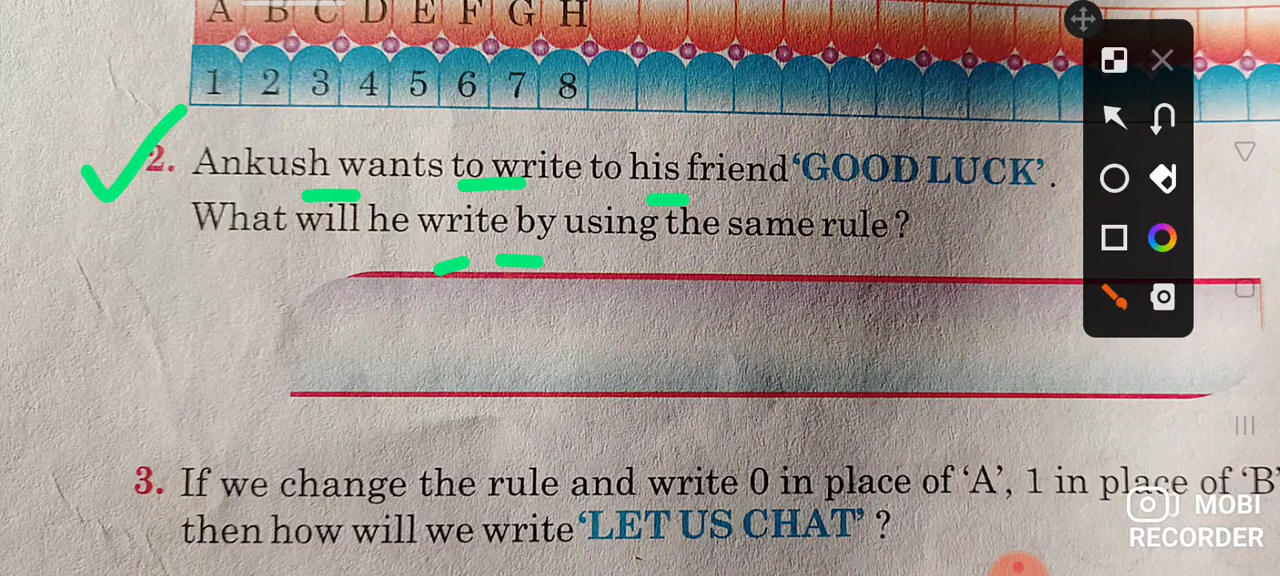 A B C D E F G H
1 2 3 4 5 6 7 8
2. Ankush wants to write to his friend ‘GOOD LUCK’.
What will he write by using the same rule?
3. If we change the rule and write 0 in place of ‘A’, 1 in place of ‘B’
then how will we write ‘LET US CHAT’ ?
MOBI
RECORDER